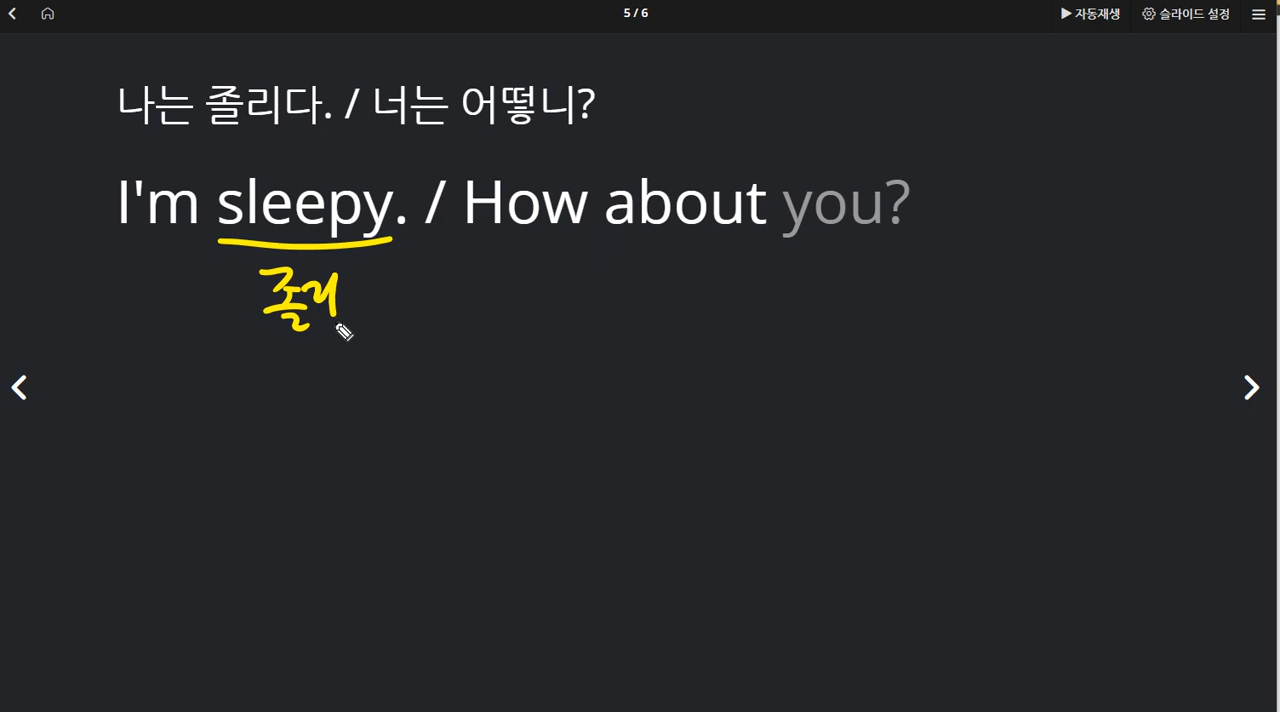 5 / 6
자동재생
슬라이드 설정
나는 졸리다. / 너는 어떻니?
I'm sleepy. / How about you?
졸리